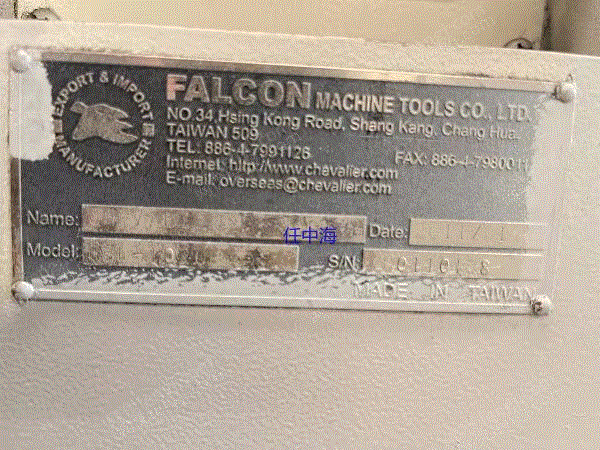 EXPORT & IMPORT
MANUFACTURER
FALCON MACHINE TOOLS CO., LTD.
NO 34,Hsing Kong Road, Shang Kang, Chang Hua.
TAIWAN 509
TEL: 886-4-7991126 FAX: 886-4-7980011
Internet: http://www.chevalier.com
E-mail: overseas@chevalier.com
Name: Date:
任中海
Model: S/N:
MADE IN TAIWAN